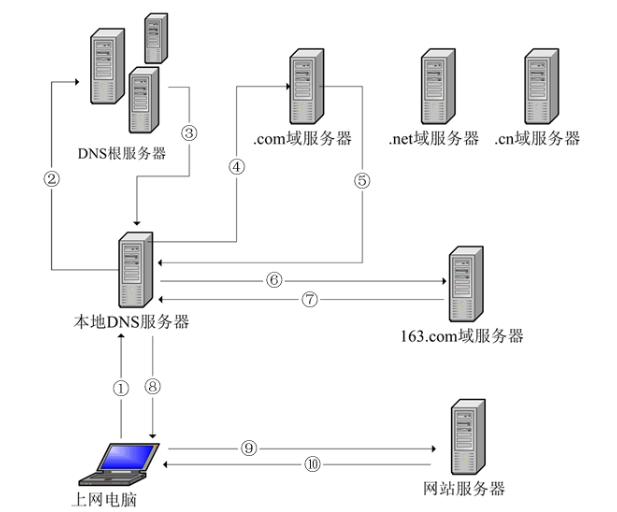 ③
DNS根服务器
.com域服务器
.net域服务器
.cn域服务器
②
④
⑤
⑥
⑦
本地DNS服务器
163.com域服务器
①
⑧
⑨
⑩
上网电脑
网站服务器